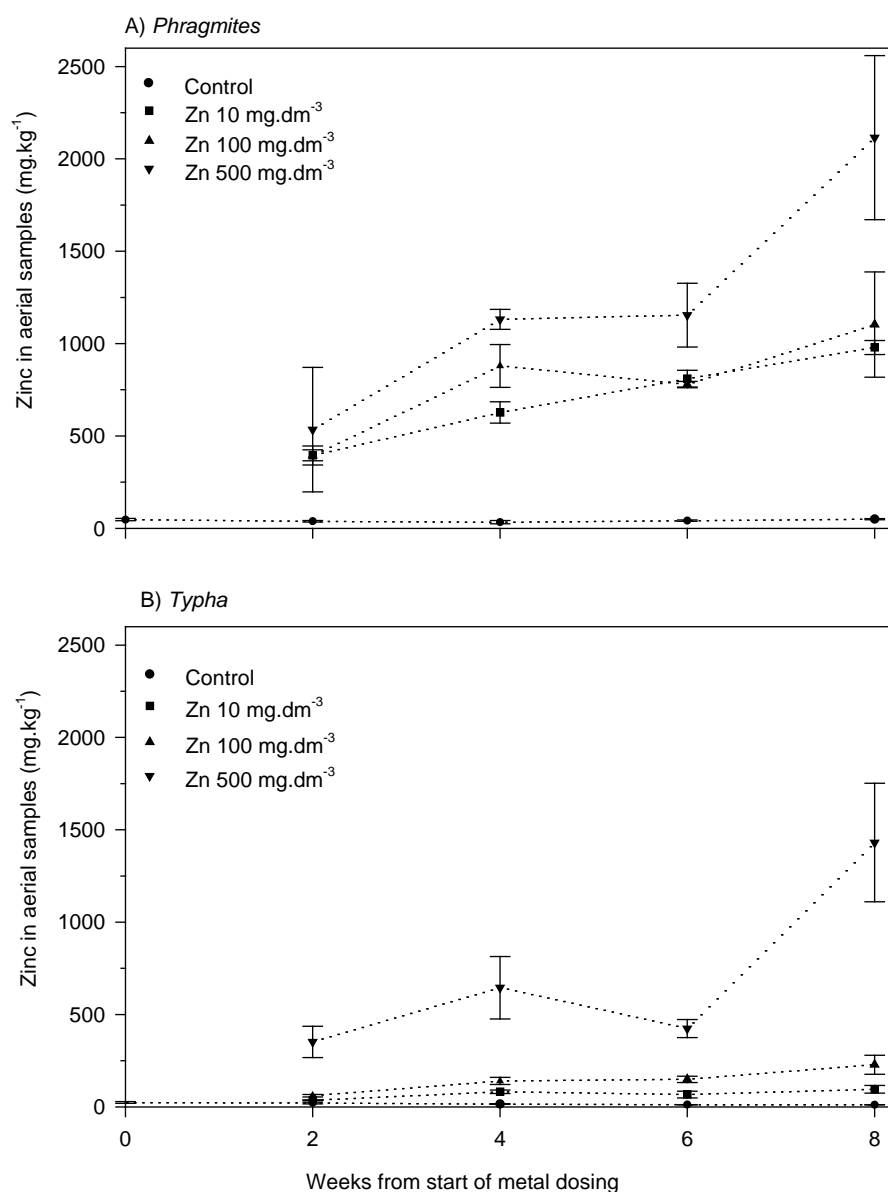 A) Phragmites
2500
2000
1500
1000
500
0
Zinc in aerial samples (mg.kg-1)
Control
Zn 10 mg.dm-3
Zn 100 mg.dm-3
Zn 500 mg.dm-3
B) Typha
2500
2000
1500
1000
500
0
Zinc in aerial samples (mg.kg-1)
Control
Zn 10 mg.dm-3
Zn 100 mg.dm-3
Zn 500 mg.dm-3
0 2 4 6 8
Weeks from start of metal dosing